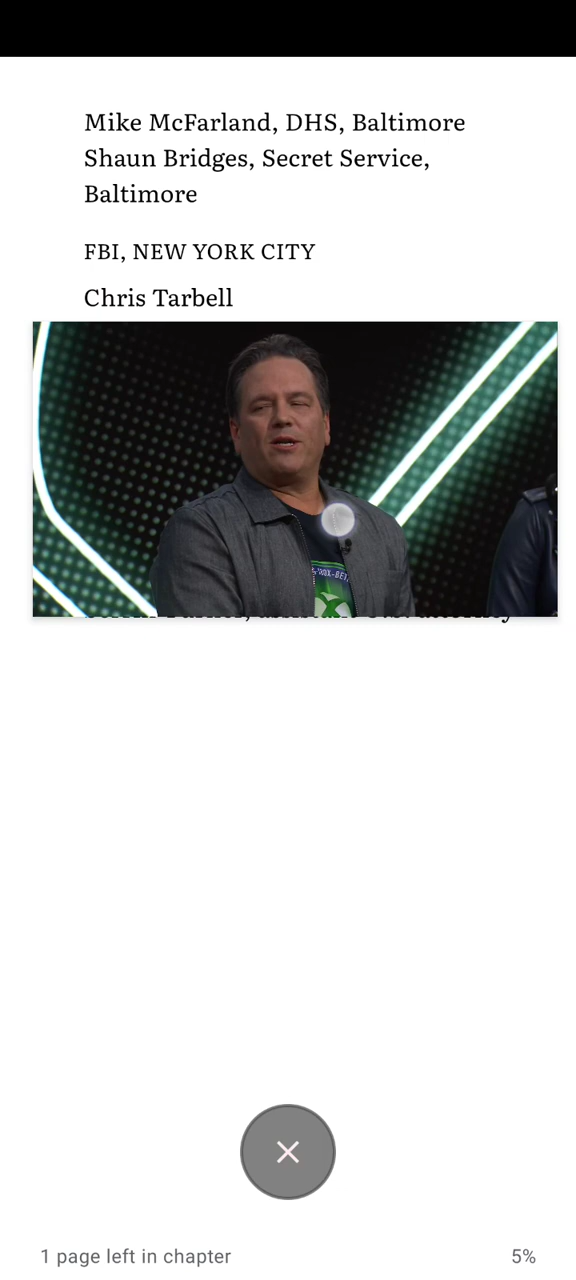 Mike McFarland, DHS, Baltimore
Shaun Bridges, Secret Service,
Baltimore
FBI, NEW YORK CITY
Chris Tarbell
1 page left in chapter
5%